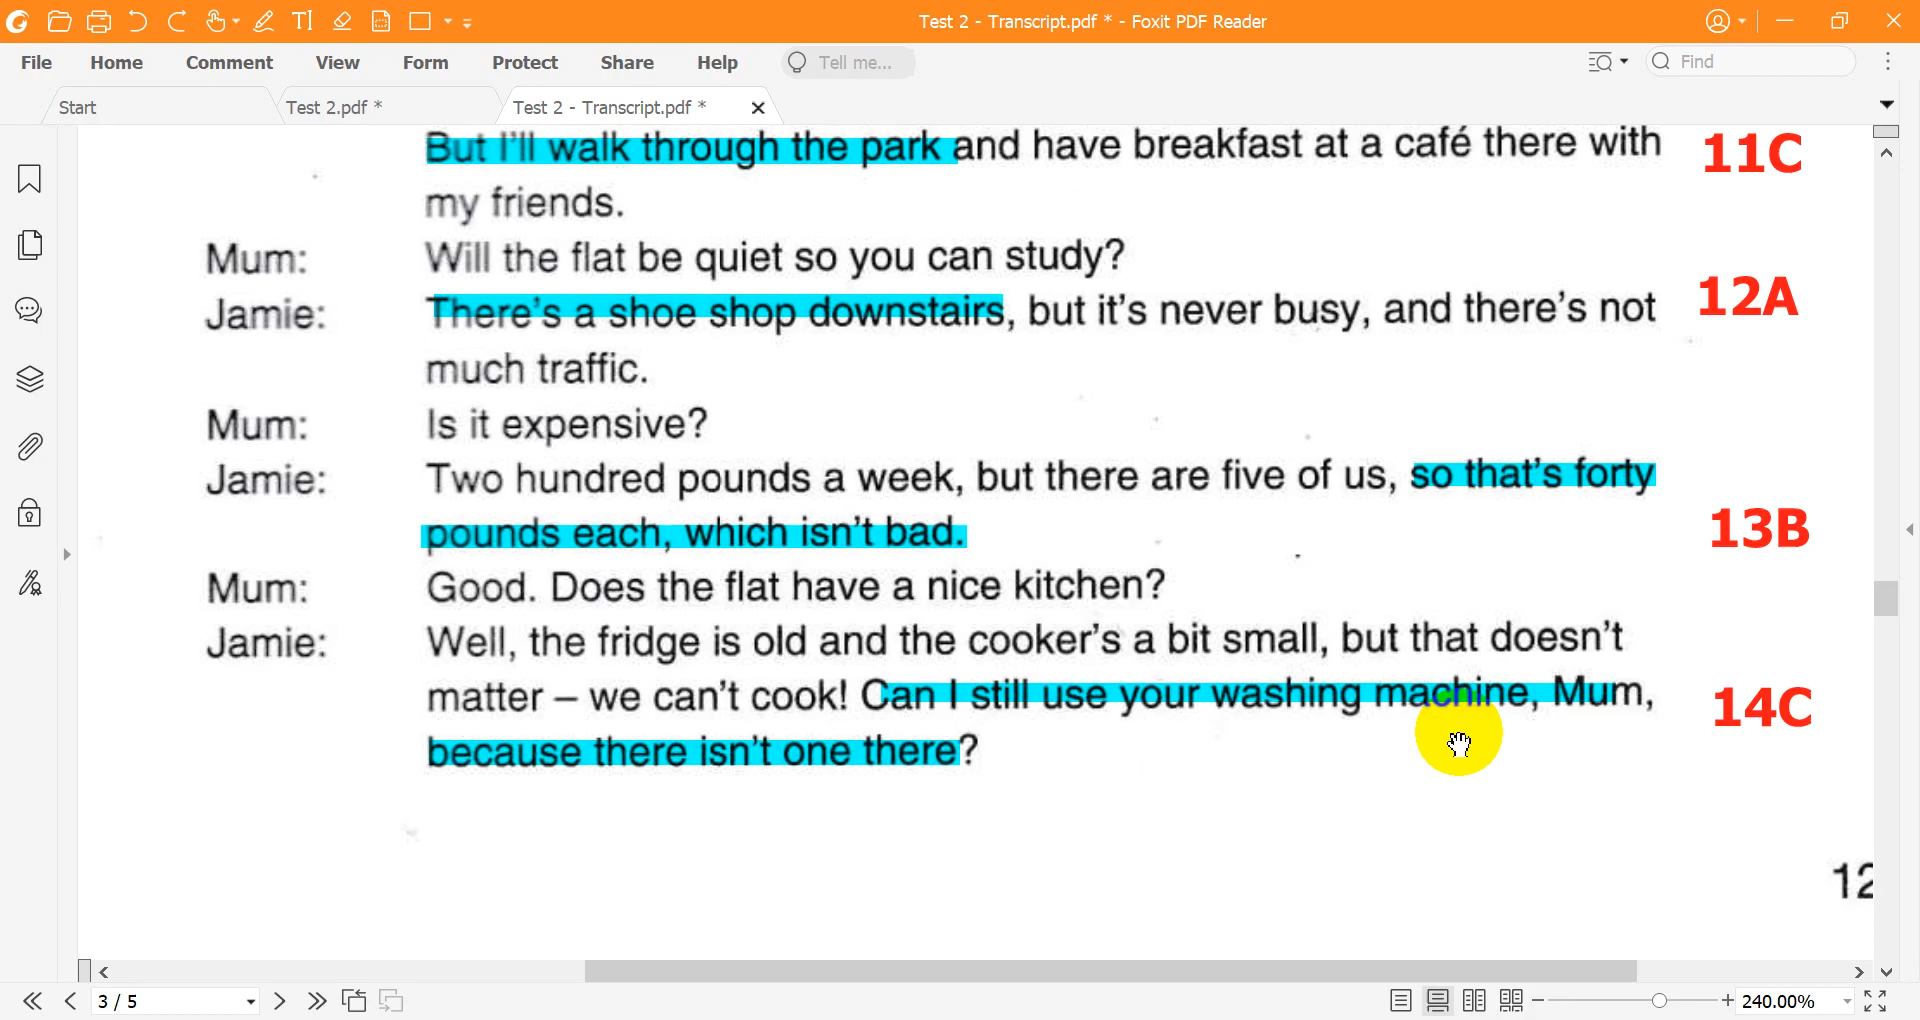 Test 2 - Transcript.pdf * - Foxit PDF Reader
File Home Comment View Form Protect Share Help Tell me... Find
Start Test 2.pdf * Test 2 - Transcript.pdf *
But I'll walk through the park and have breakfast at a café there with 11C
my friends.
Mum: Will the flat be quiet so you can study?
Jamie: There's a shoe shop downstairs, but it's never busy, and there's not 12A
much traffic.
Mum: Is it expensive?
Jamie: Two hundred pounds a week, but there are five of us, so that's forty
pounds each, which isn't bad. 13B
Mum: Good. Does the flat have a nice kitchen?
Jamie: Well, the fridge is old and the cooker's a bit small, but that doesn't
matter – we can't cook! Can I still use your washing machine, Mum, 14C
because there isn't one there?
12
3 / 5 240.00%